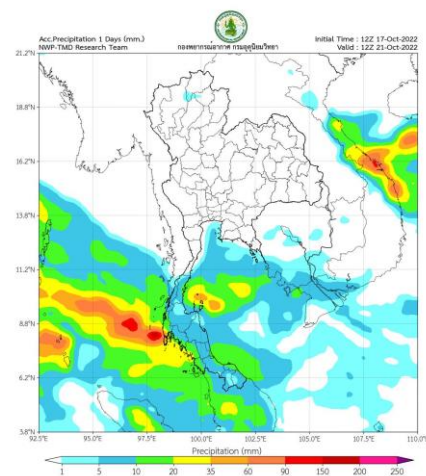 Acc.Precipitation 1 Days (mm.)
NWP-TMD Research Team
กองพยากรณ์อากาศ กรมอุตุนิยมวิทยา
Initial Time : 12Z 17-Oct-2022
Valid : 12Z 21-Oct-2022
21.2°N
18.8°N
16.2°N
13.8°N
11.2°N
8.8°N
6.2°N
3.8°N
92.5°E 95.0°E 97.5°E 100.0°E 102.5°E 105.0°E 107.5°E 110.0°E
Precipitation (mm)
1 5 10 20 35 60 90 150 200 250